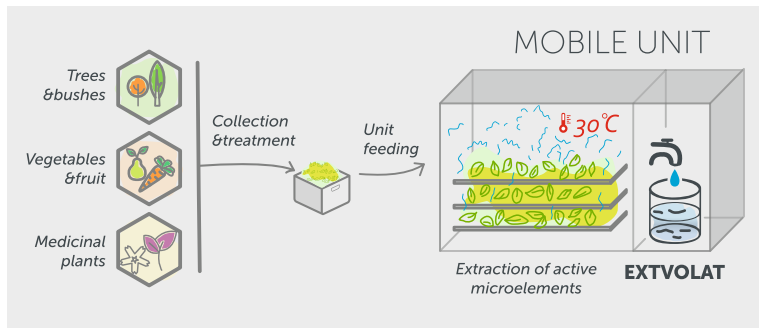 MOBILE UNIT
Trees
&bushes
Collection
&treatment
Unit
feeding
30°C
Vegetables
&fruit
Medicinal
plants
Extraction of active
microelements
EXTVOLAT